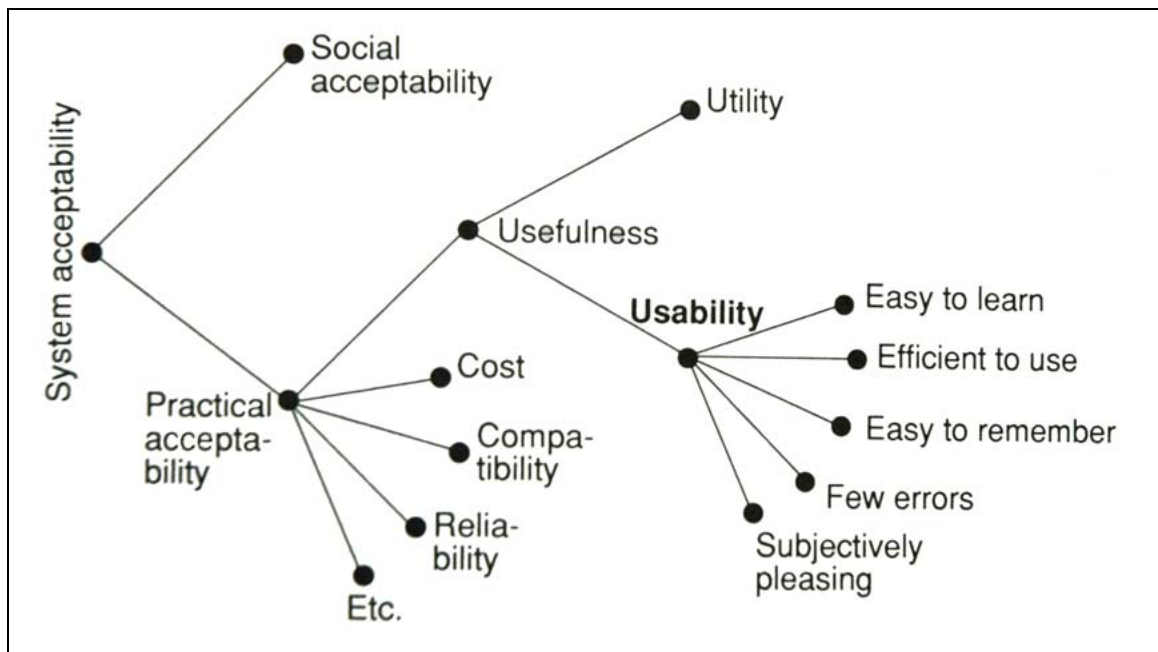 Social
acceptability
Utility
System acceptability
Usefulness
Easy to learn
Usability
Efficient to use
Cost
Practical
accepta-
bility
Compa-
tibility
Easy to remember
Few errors
Relia-
bility
Subjectively
pleasing
Etc.